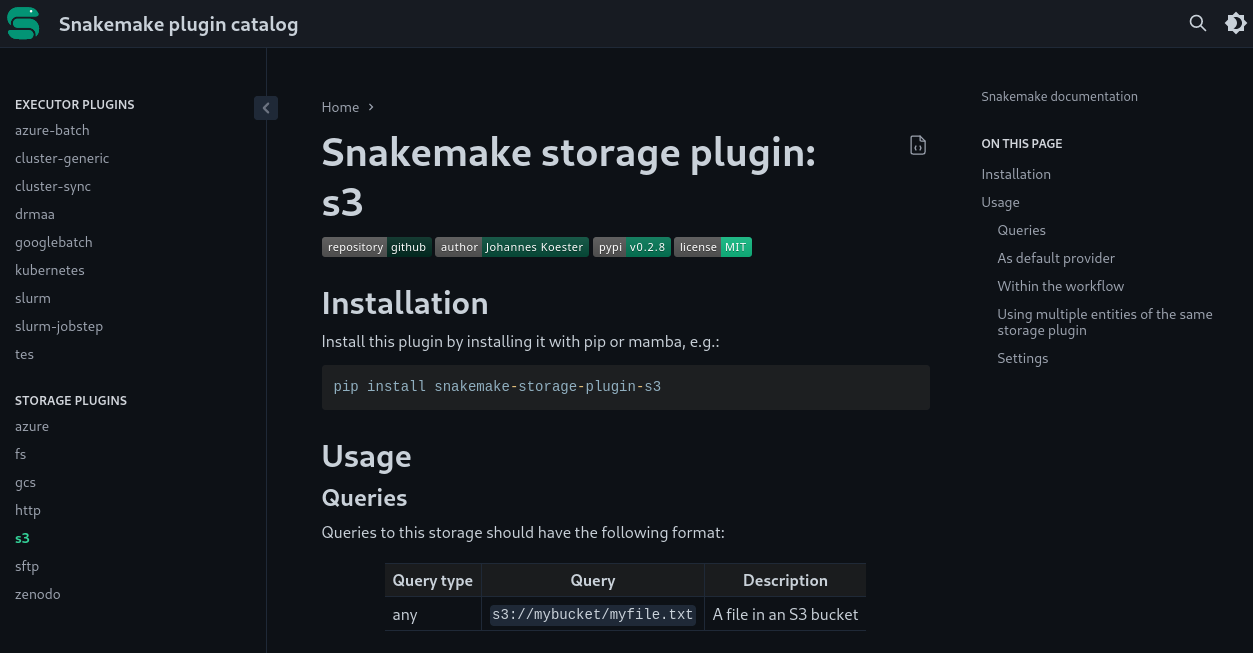 Snakemake plugin catalog
EXECUTOR PLUGINS
azure-batch
cluster-generic
cluster-sync
drmaa
googlebatch
kubernetes
slurm
slurm-jobstep
tes
STORAGE PLUGINS
azure
fs
gcs
http
s3
sftp
zenodo
Home
Snakemake storage plugin:
s3
repository github author Johannes Koester pypi v0.2.8 license MIT
Installation
Install this plugin by installing it with pip or mamba, e.g.:
pip install snakemake-storage-plugin-s3
Usage
Queries
Queries to this storage should have the following format:
Query type Query Description
any s3://mybucket/myfile.txt A file in an S3 bucket
Snakemake documentation
ON THIS PAGE
Installation
Usage
Queries
As default provider
Within the workflow
Using multiple entities of the same
storage plugin
Settings